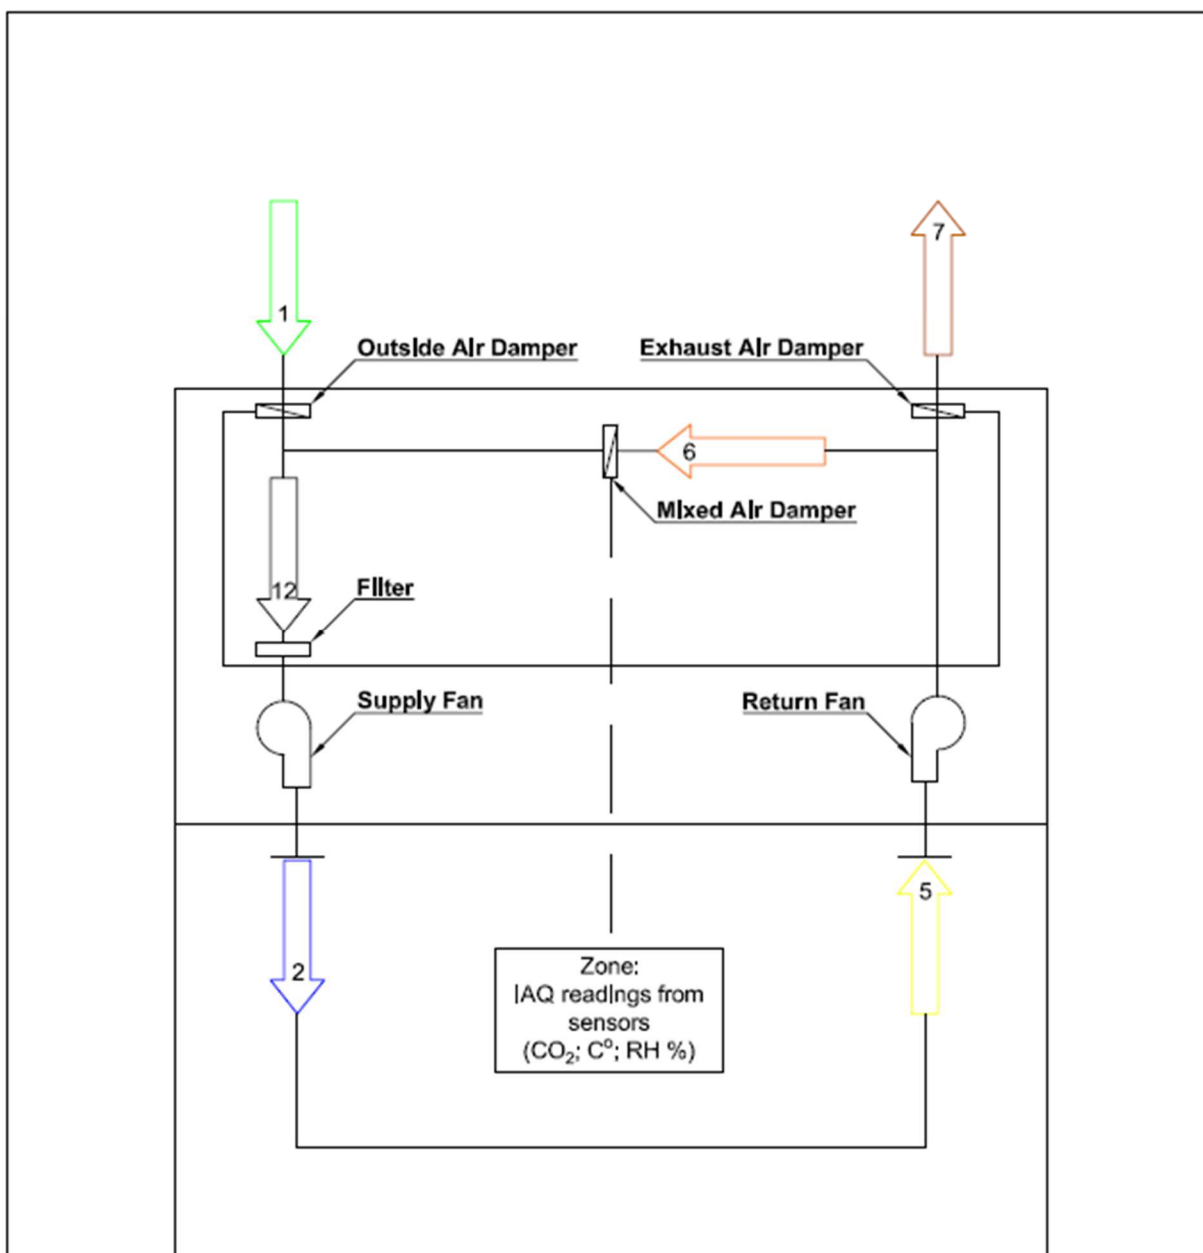 7
1
Outside Air Damper
Exhaust Air Damper
6
Mixed Air Damper
12
Filter
Supply Fan
Return Fan
5
2
Zone:
IAQ readings from
sensors
(CO₂; C°; RH %)